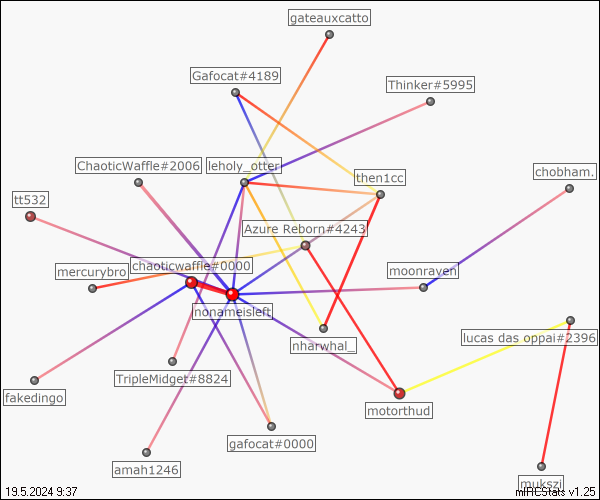 gateauxcatto
Gafocat#4189
Thinker#5995
ChaoticWaffle#2006
leholy_otter
then1cc
chobham.
tt532
Azure Reborn#4243
mercurybro
chaoticwaffle#0000
moonraven
nonameisleft
lucas das oppai#2396
nharwhal_
TripleMidget#8824
fakedingo
motorthud
gafocat#0000
amah1246
mukszi
19.5.2024 9:37
mIRCStats v1.25